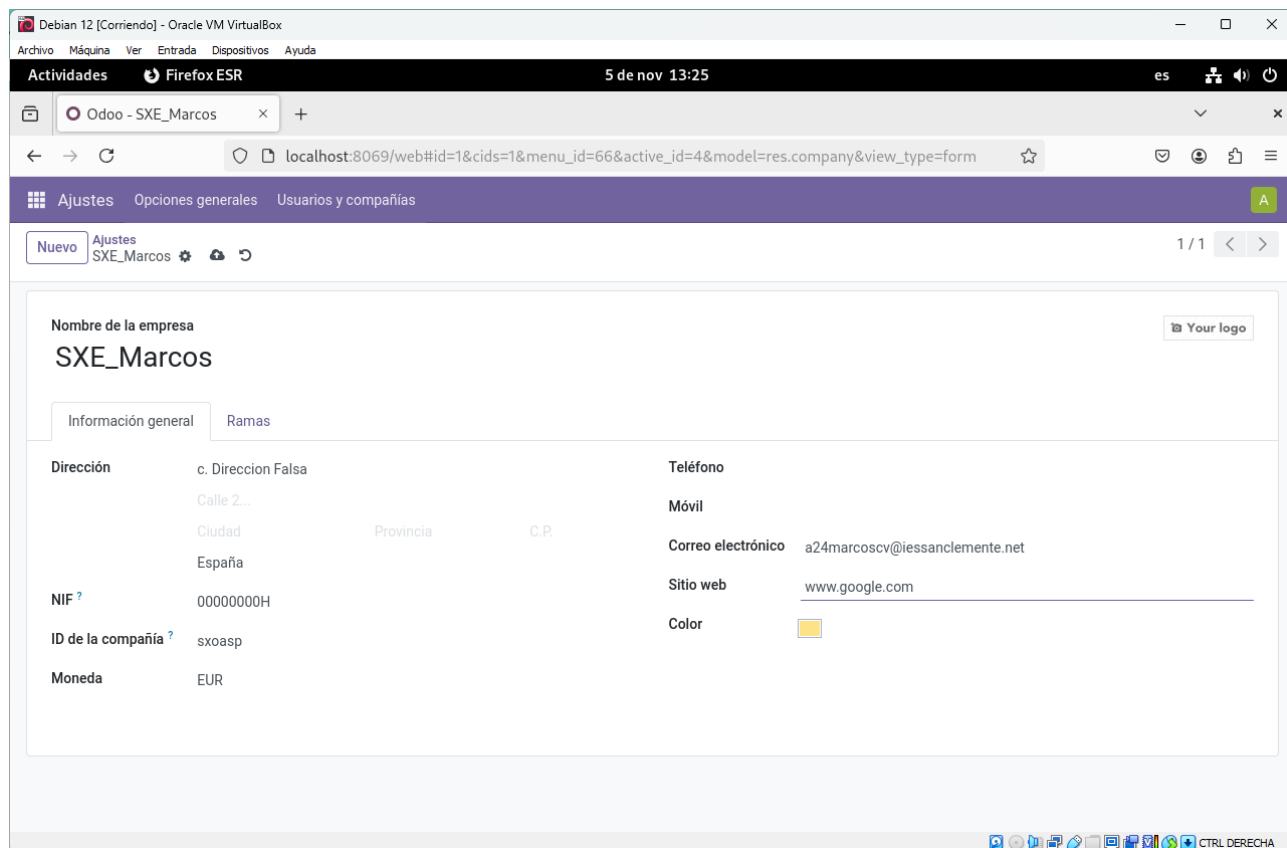 Debian 12 [Corriendo] - Oracle VM VirtualBox
Archivo Máquina Ver Entrada Dispositivos Ayuda
Actividades Firefox ESR 5 de nov 13:25 es
Odoo - SXE_Marcos
localhost:8069/web#id=1&cids=1&menu_id=66&active_id=4&model=res.company&view_type=form
Ajustes Opciones generales Usuarios y compañías A
Nuevo Ajustes
SXE_Marcos 1 / 1
Nombre de la empresa Your logo
SXE_Marcos
Información general Ramas
Dirección c. Direccion Falsa Teléfono
Calle 2... Móvil
Ciudad Provincia C.P.
Correo electrónico a24marcoscv@iessanclemente.net
España
Sitio web www.google.com
NIF ? 00000000H
Color
ID de la compañía ? sxoasp
Moneda EUR
CTRL DERECHA